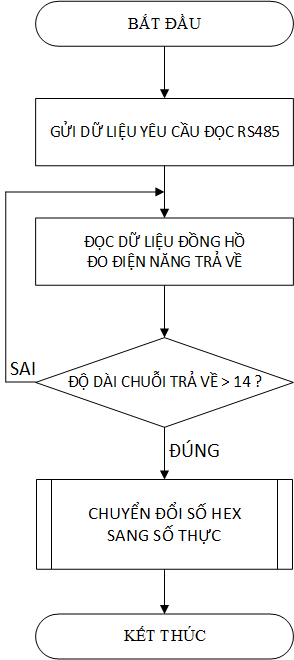 BẮT ĐẦU
GỬI DỮ LIỆU YÊU CẦU ĐỌC RS485
ĐỌC DỮ LIỆU ĐỒNG HỒ
ĐO ĐIỆN NĂNG TRẢ VỀ
SAI
ĐỘ DÀI CHUỖI TRẢ VỀ > 14 ?
ĐÚNG
CHUYỂN ĐỔI SỐ HEX
SANG SỐ THỰC
KẾT THÚC